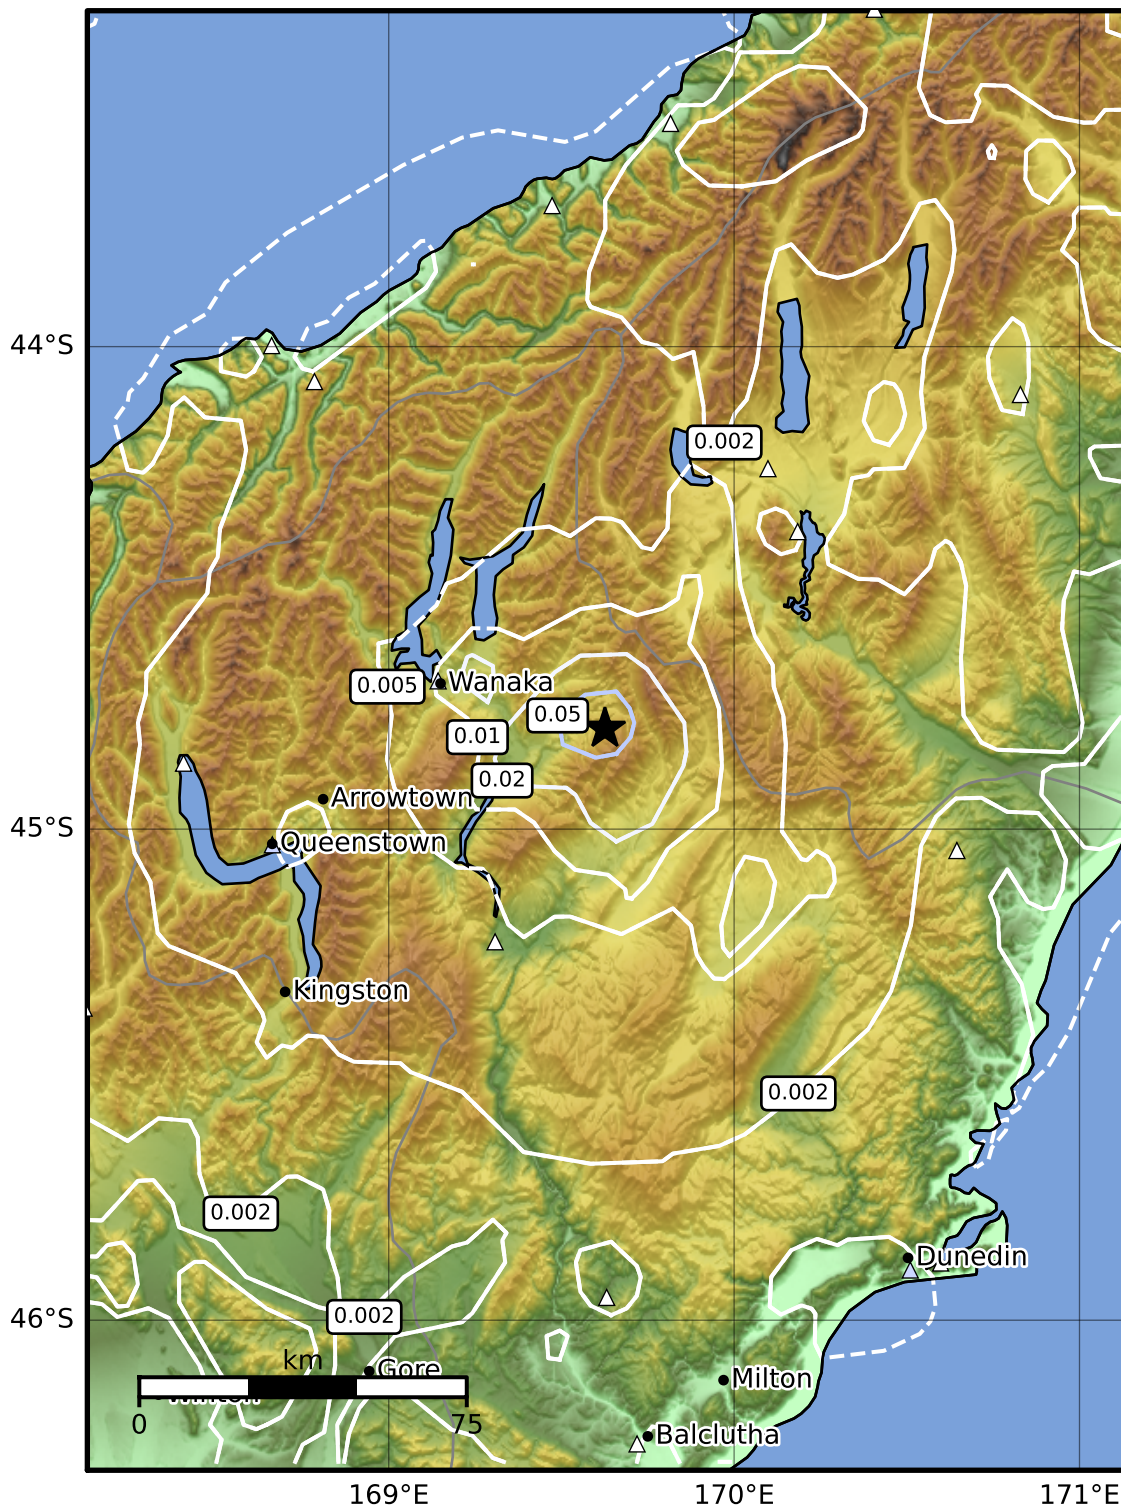 44°S
0.002
Wanaka
0.005
0.05
0.01
0.02
Arrowtown
45°S
Queenstown
Kingston
0.002
0.002
Dunedin
46°S
0.002
km
Gore
Milton
Winton
0
75
Balclutha
169°E
170°E
171°E